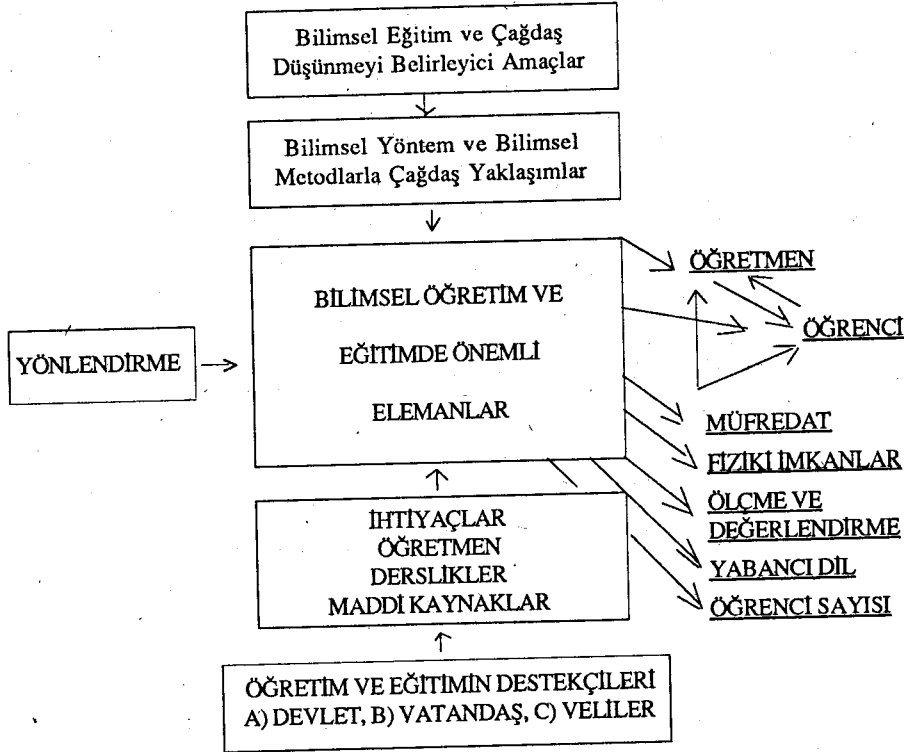 Bilimsel Eğitim ve Çağdaş
Düşünmeyi Belirleyici Amaçlar
Bilimsel Yöntem ve Bilimsel
Metodlarla Çağdaş Yaklaşımlar
YÖNLENDİRME
BİLİMSEL ÖĞRETİM VE
EĞİTİMDE ÖNEMLİ
ELEMANLAR
ÖĞRETMEN
ÖĞRENCİ
MÜFREDAT
FİZİKİ İMKANLAR
ÖLÇME VE
DEĞERLENDİRME
YABANCI DİL
ÖĞRENCİ SAYISI
İHTİYAÇLAR
ÖĞRETMEN
DERSLİKLER
MADDİ KAYNAKLAR
ÖĞRETİM VE EĞİTİMİN DESTEKÇİLERİ
A) DEVLET, B) VATANDAŞ, C) VELİLER